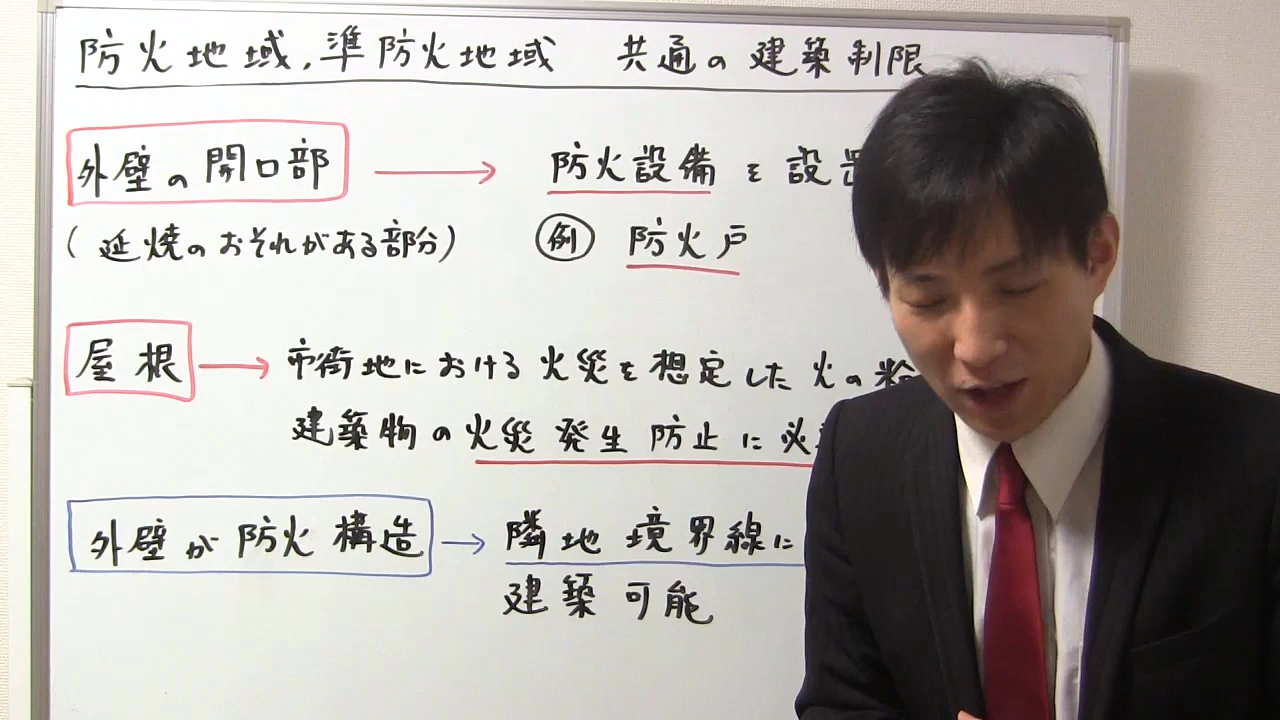 防火地域,準防火地域 共通の建築制限
外壁の開口部 → 防火設備を設置
(延焼のおそれがある部分) 例 防火戸
屋根 → 市街地における火災を想定した火の粉
建築物の火災発生防止に必
外壁が防火構造 → 隣地境界線に
建築可能